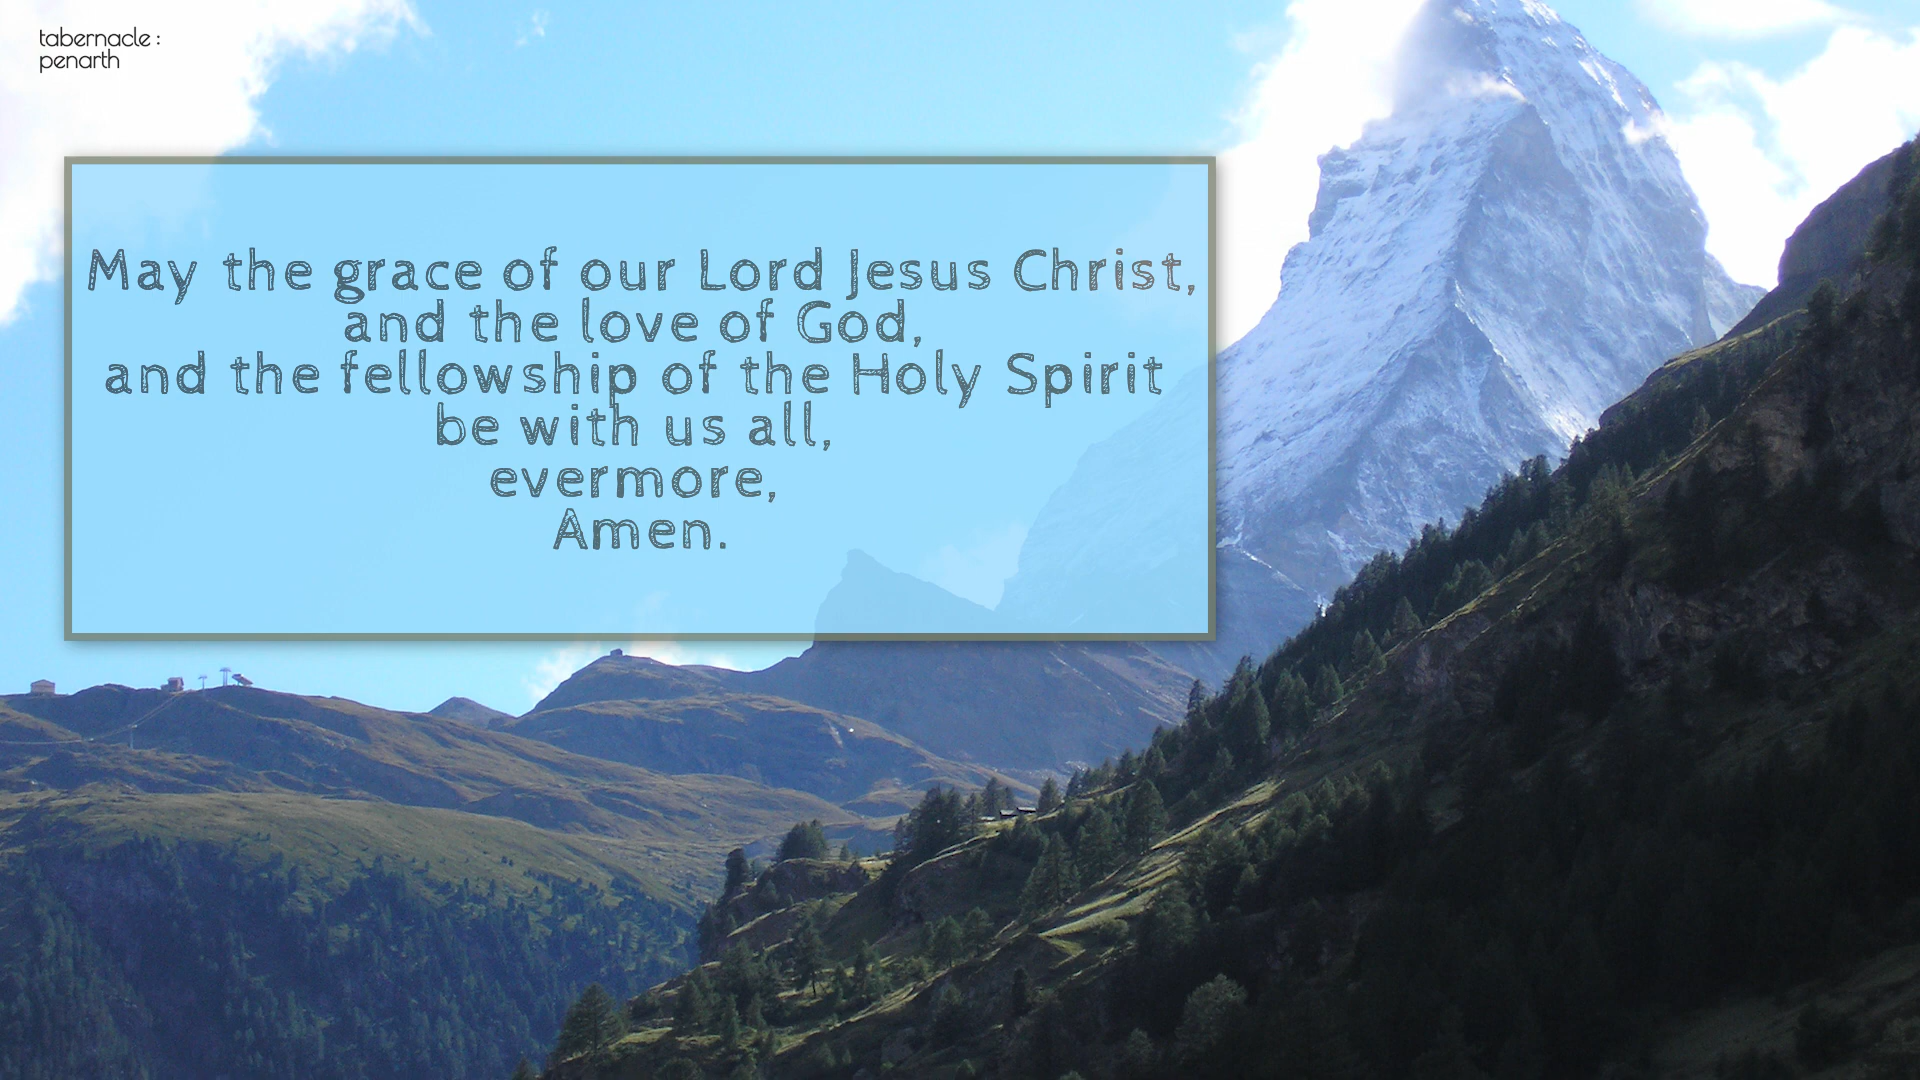 tabernacle :
penarth
May the grace of our Lord Jesus Christ,
and the love of God,
and the fellowship of the Holy Spirit
be with us all,
evermore,
Amen.